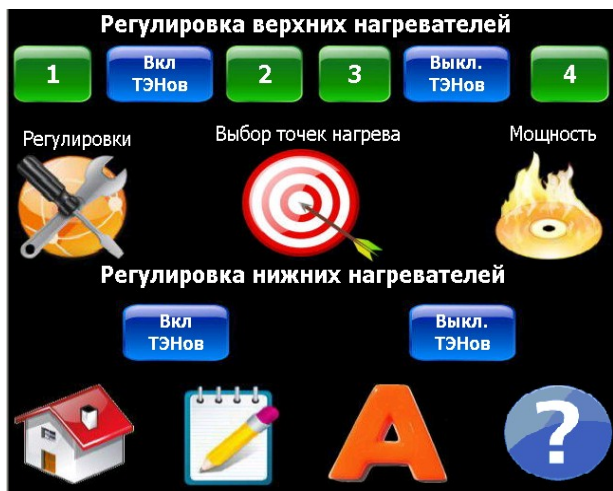 Регулировка верхних нагревателей
1
Вкл
ТЭНов
2
3
Выкл.
ТЭНов
4
Регулировки
Выбор точек нагрева
Мощность
Регулировка нижних нагревателей
Вкл
ТЭНов
Выкл.
ТЭНов
А
?